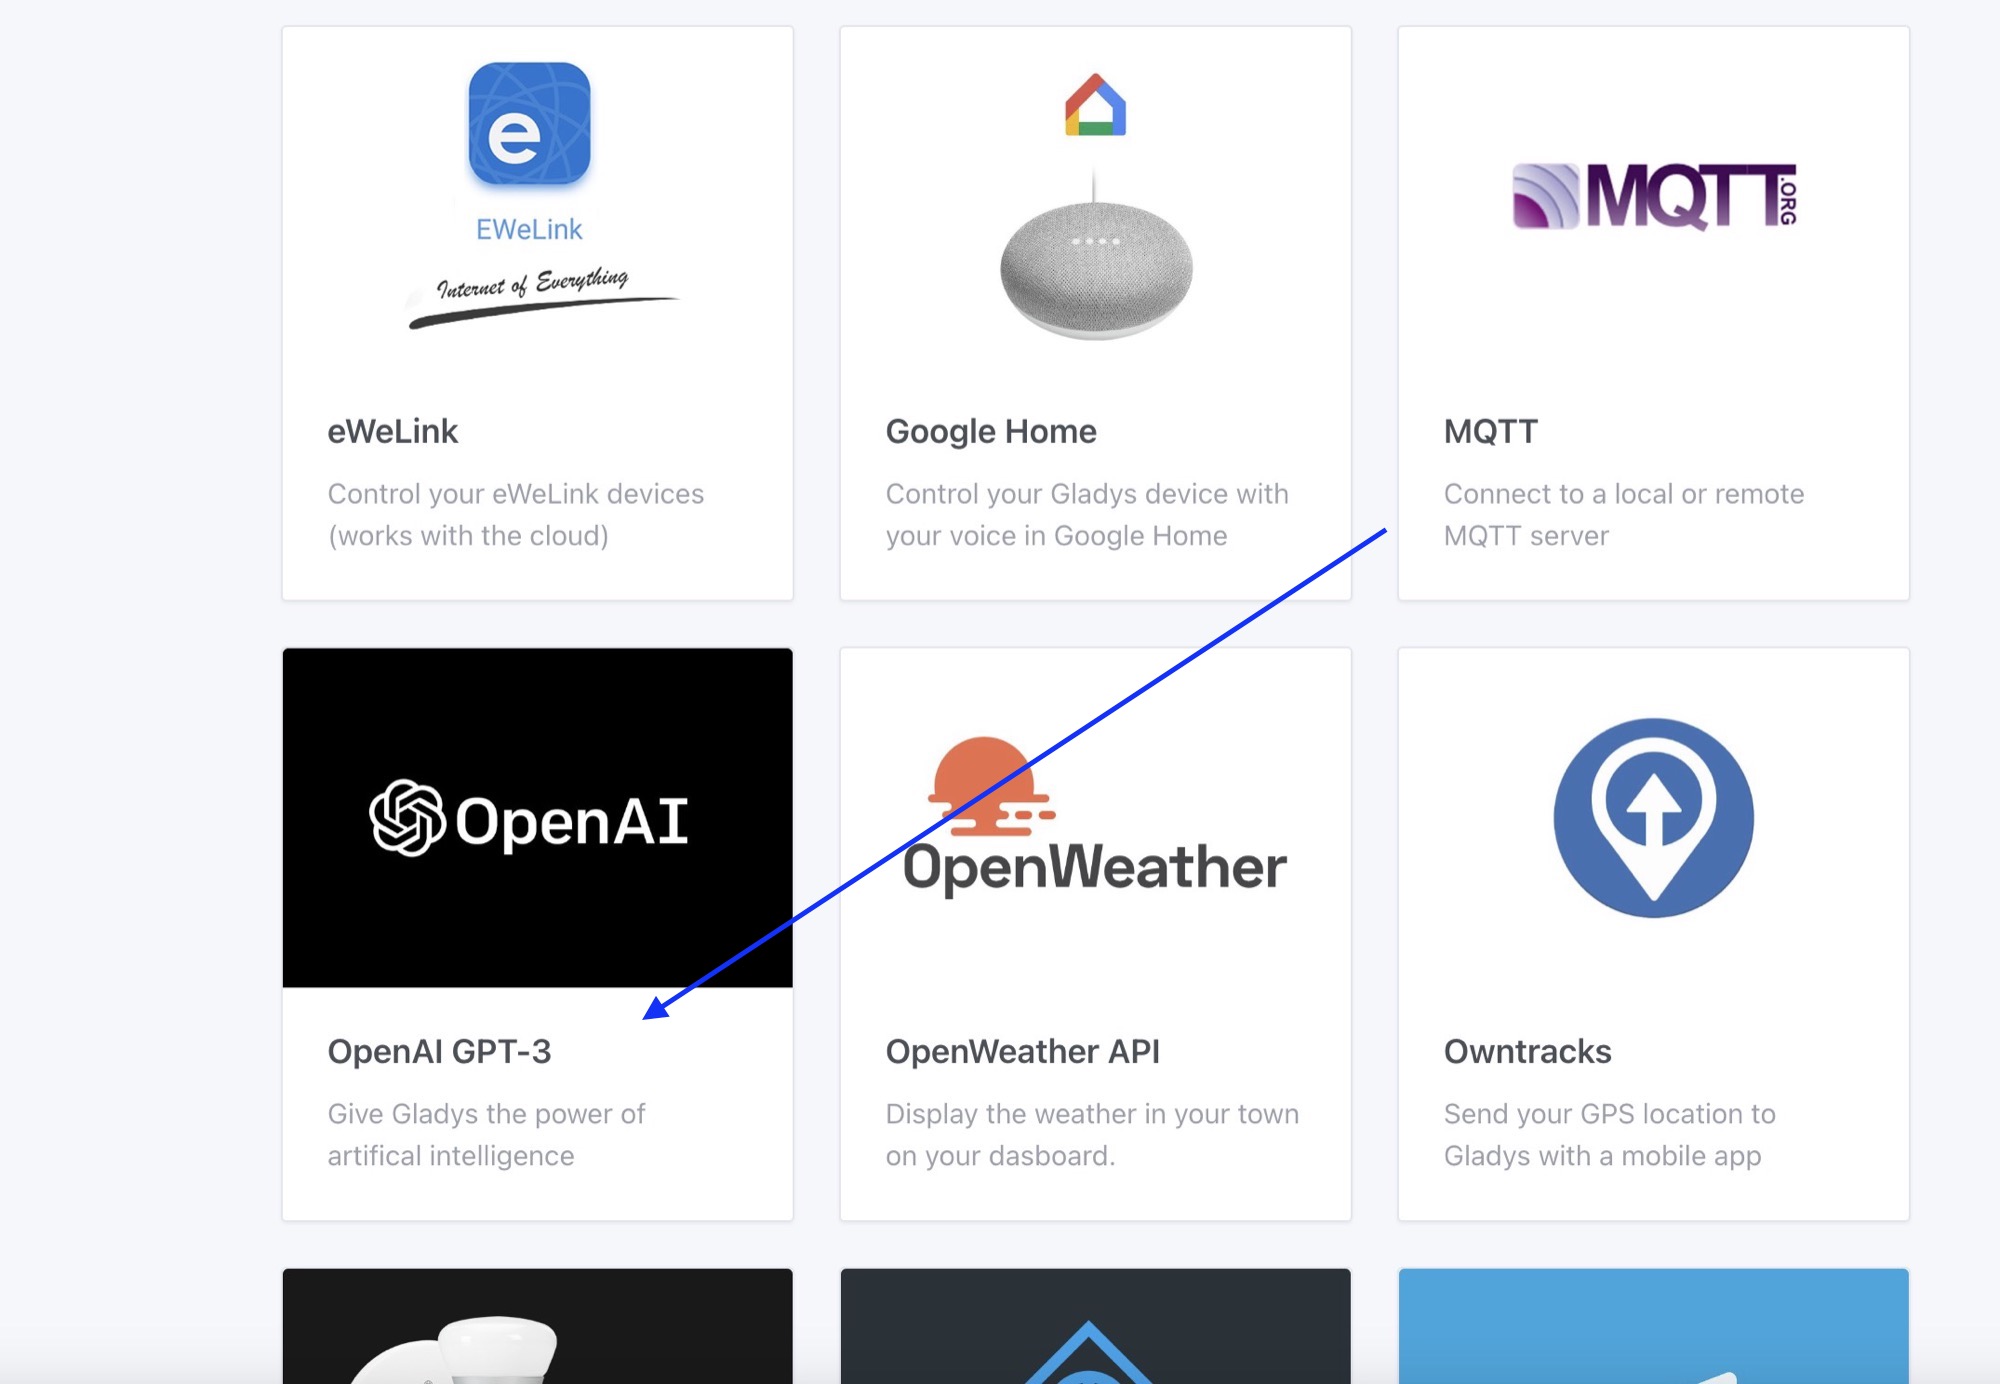 e
EWeLink
Internet of Everything
MQTT.ORG
eWeLink
Control your eWeLink devices
(works with the cloud)
Google Home
Control your Gladys device with
your voice in Google Home
MQTT
Connect to a local or remote
MQTT server
OpenAI
OpenWeather
OpenAI GPT-3
Give Gladys the power of
artifical intelligence
OpenWeather API
Display the weather in your town
on your dasboard.
Owntracks
Send your GPS location to
Gladys with a mobile app